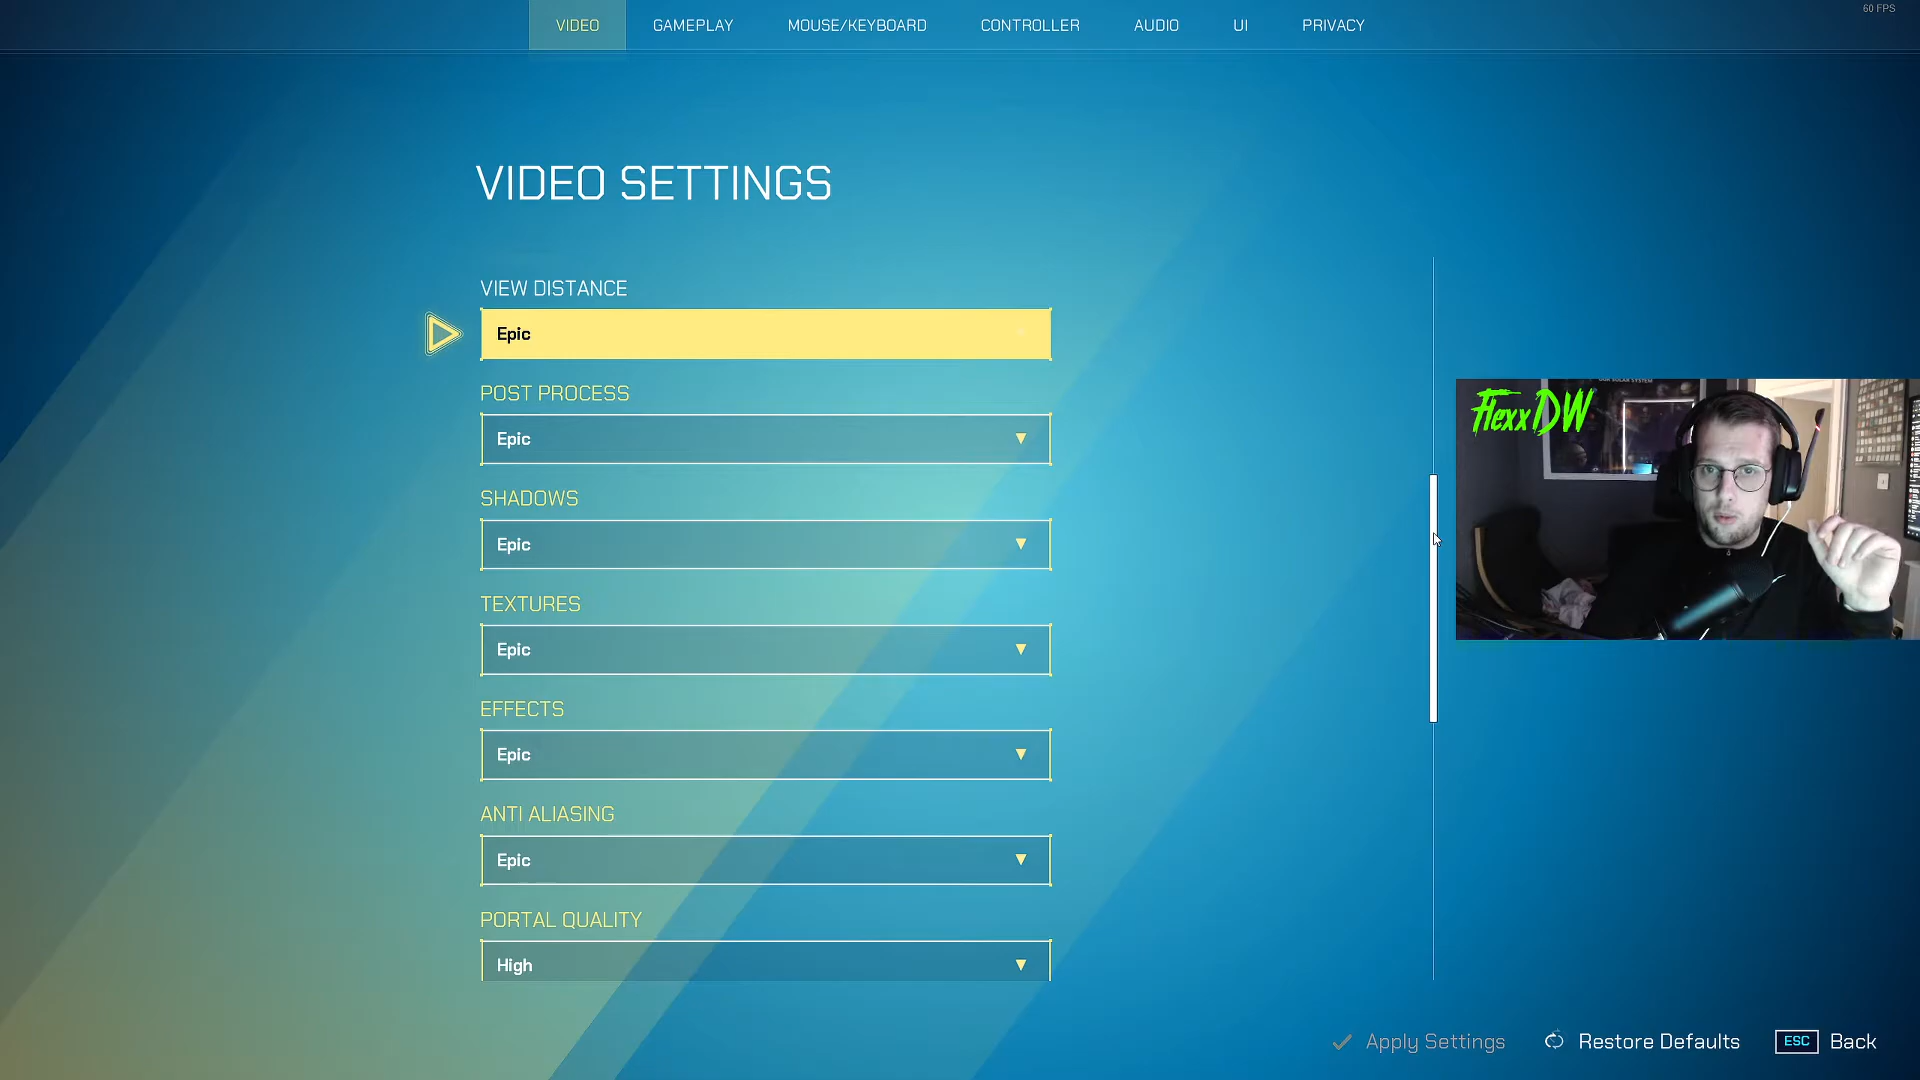 60 FPS
VIDEO GAMEPLAY MOUSE/KEYBOARD CONTROLLER AUDIO UI PRIVACY
VIDEO SETTINGS
VIEW DISTANCE
Epic
POST PROCESS
Epic
FlexxDW
SHADOWS
Epic
TEXTURES
Epic
EFFECTS
Epic
ANTI ALIASING
Epic
PORTAL QUALITY
High
Apply Settings Restore Defaults ESC Back